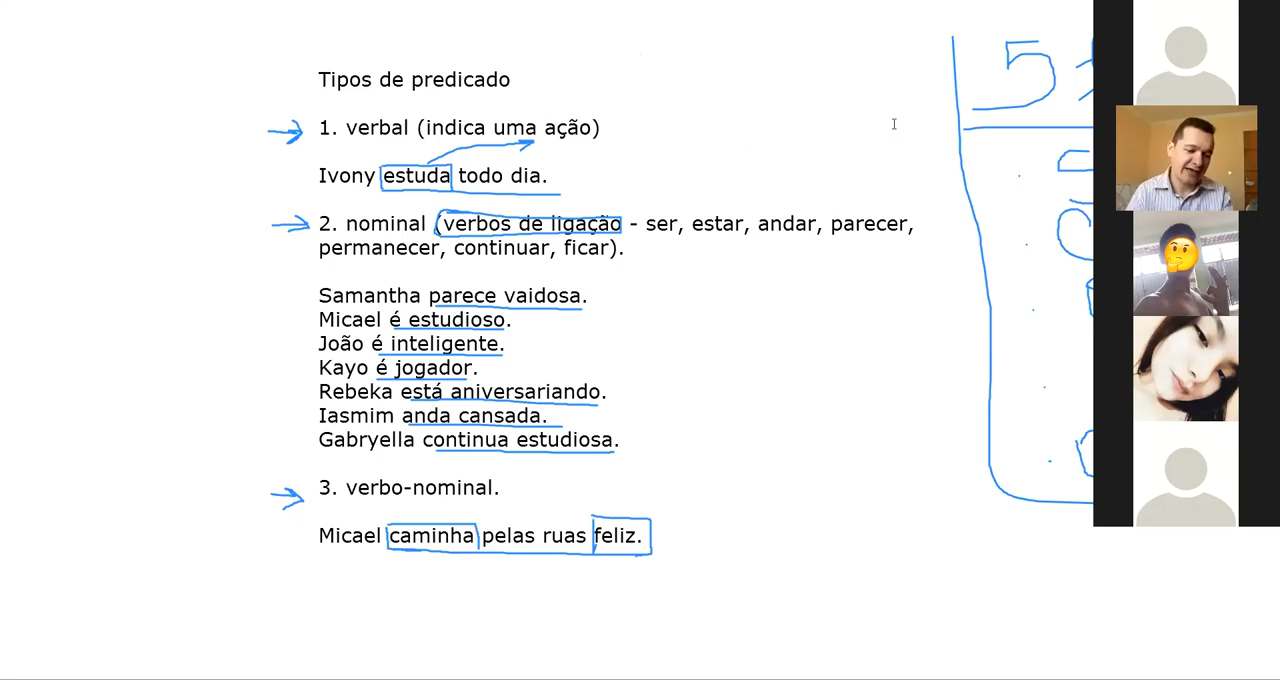 Tipos de predicado
1. verbal (indica uma ação)
Ivony estuda todo dia.
2. nominal (verbos de ligação - ser, estar, andar, parecer,
permanecer, continuar, ficar).
Samantha parece vaidosa.
Micael é estudioso.
João é inteligente.
Kayo é jogador.
Rebeka está aniversariando.
Iasmim anda cansada.
Gabryella continua estudiosa.
3. verbo-nominal.
Micael caminha pelas ruas feliz.
5